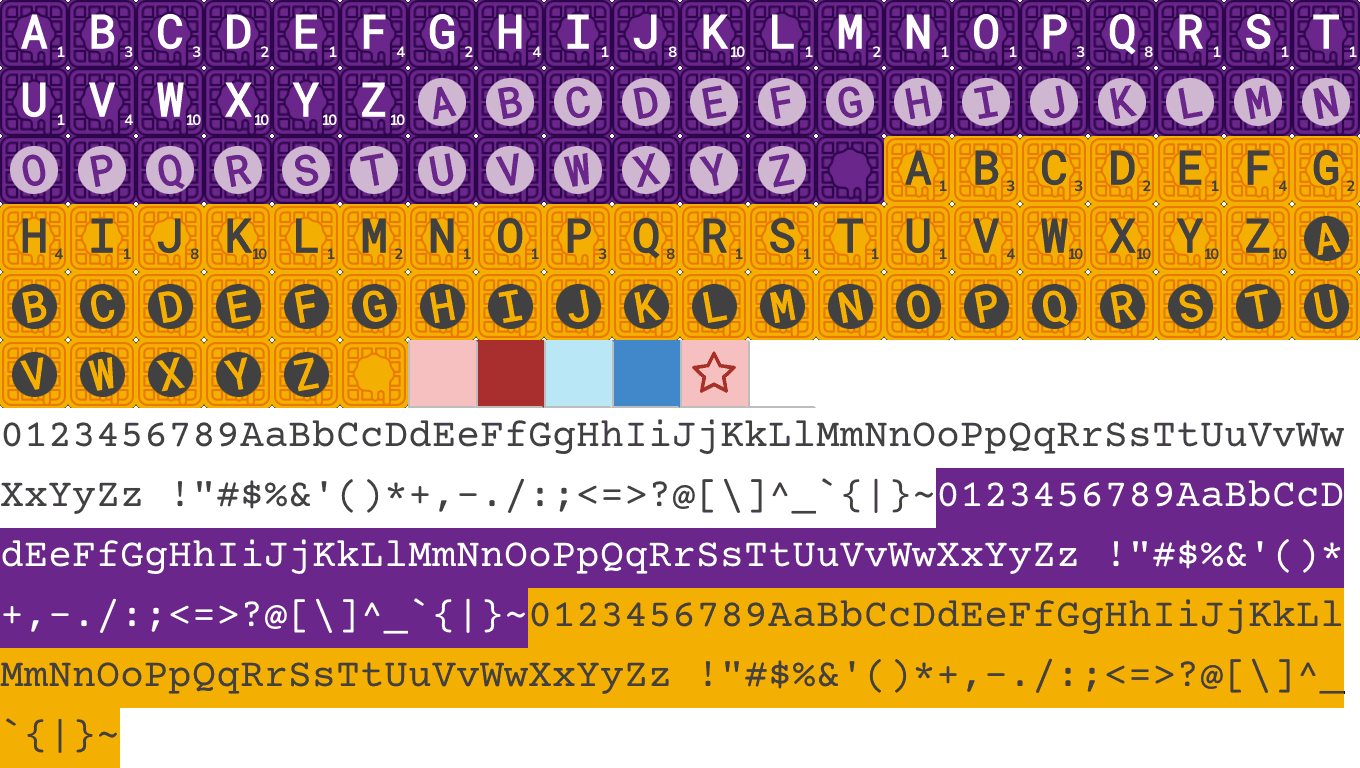 A1 B3 C3 D2 E1 F4 G2 H4 I1 J8 K10 L1 M2 N1 O1 P3 Q8 R1 S1 T1
U1 V4 W10 X10 Y10 Z10 A B C D E F G H I J K L M N
O P Q R S T U V W X Y Z A1 B3 C3 D2 E1 F4 G2
H4 I1 J8 K10 L1 M2 N1 O1 P3 Q8 R1 S1 T1 U1 V4 W10 X10 Y10 Z10 A
B C D E F G H I J K L M N O P Q R S T U
V W X Y Z
0123456789AaBbCcDdEeFfGgHhIiJjKkLlMmNnOoPpQqRrSsTtUuVvWw
XxYyZz !"#$%&'()*+,-./:;<=>?@[\]^_`{|}~0123456789AaBbCcD
dEeFfGgHhIiJjKkLlMmNnOoPpQqRrSsTtUuVvWwXxYyZz !"#$%&'()*
+,-./:;<=>?@[\]^_`{|}~0123456789AaBbCcDdEeFfGgHhIiJjKkLl
MmNnOoPpQqRrSsTtUuVvWwXxYyZz !"#$%&'()*+,-./:;<=>?@[\]^_
`{|}~